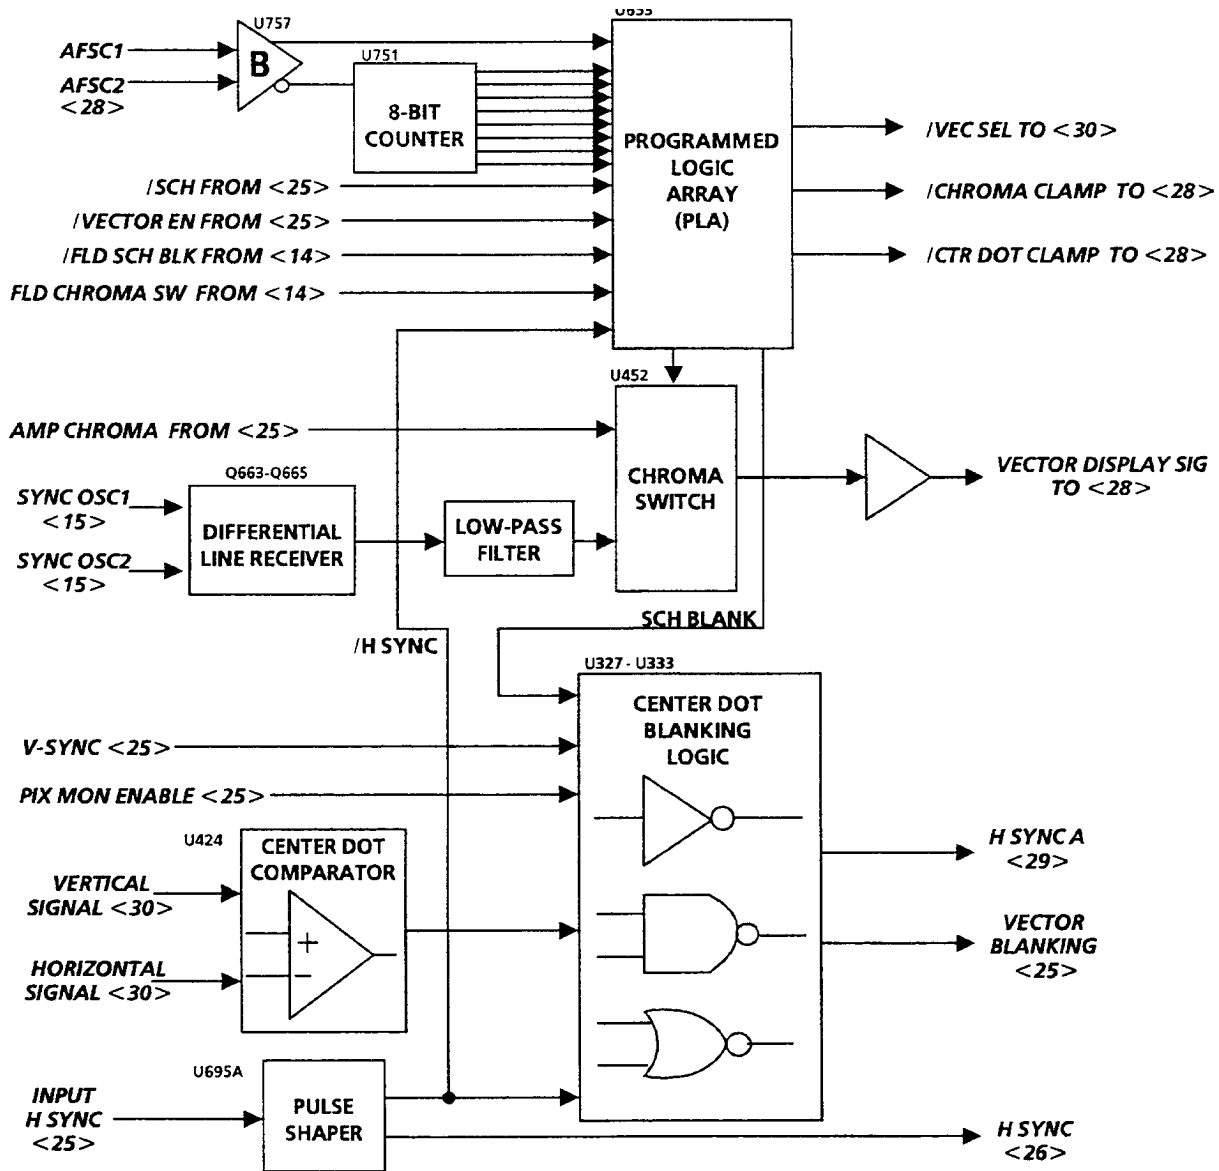 U757
AFSC1
B
AFSC2
<28>
U751
8-BIT
COUNTER
PROGRAMMED
LOGIC
ARRAY
(PLA)
/SCH FROM <25>
/VECTOR EN FROM <25>
/FLD SCH BLK FROM <14>
FLD CHROMA SW FROM <14>
/VEC SEL TO <30>
/CHROMA CLAMP TO <28>
/CTR DOT CLAMP TO <28>
U452
AMP CHROMA FROM <25>
CHROMA
SWITCH
VECTOR DISPLAY SIG
TO <28>
Q663-Q665
SYNC OSC1
<15>
SYNC OSC2
<15>
DIFFERENTIAL
LINE RECEIVER
LOW-PASS
FILTER
SCH BLANK
/H SYNC
U327 - U333
CENTER DOT
BLANKING
LOGIC
V-SYNC <25>
PIX MON ENABLE <25>
U424
CENTER DOT
COMPARATOR
+
−
VERTICAL
SIGNAL <30>
HORIZONTAL
SIGNAL <30>
H SYNC A
<29>
VECTOR
BLANKING
<25>
U695A
INPUT
H SYNC
<25>
PULSE
SHAPER
H SYNC
<26>